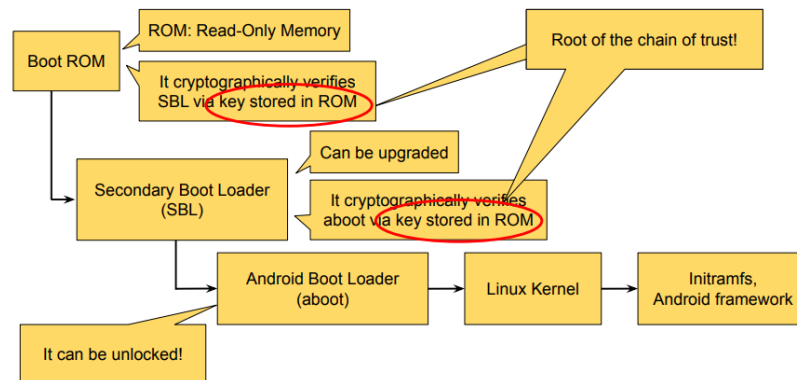 ROM: Read-Only Memory
Boot ROM
It cryptographically verifies
SBL via key stored in ROM
Root of the chain of trust!
Can be upgraded
Secondary Boot Loader
(SBL)
It cryptographically verifies
aboot via key stored in ROM
Android Boot Loader
(aboot)
Linux Kernel
Initramfs,
Android framework
It can be unlocked!